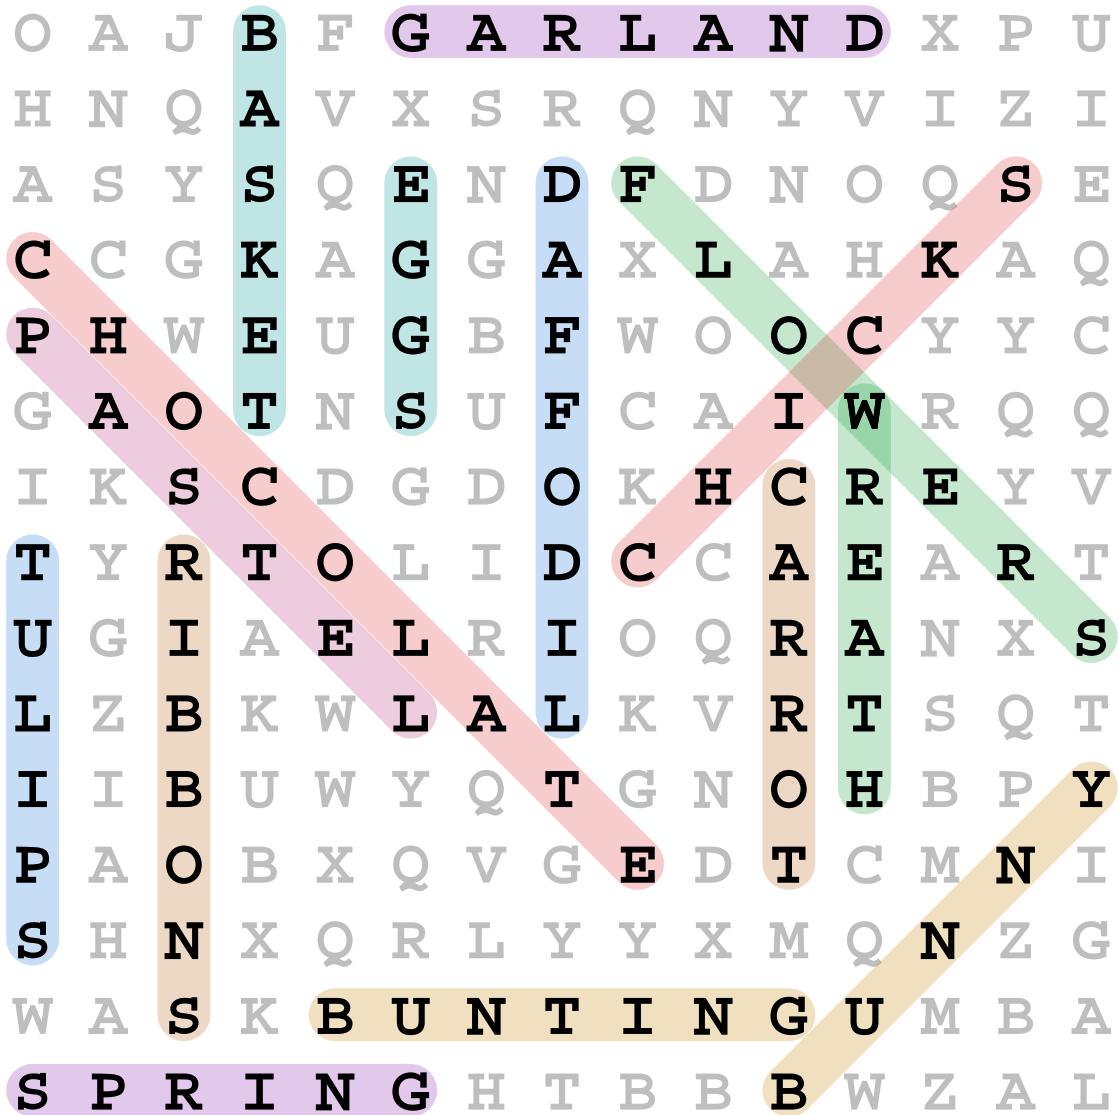 O A J B F G A R L A N D X P U
H N Q A V X S R Q N Y V I Z I
A S Y S Q E N D F D N O Q S E
C C G K A G G A X L A H K A Q
P H W E U G B F W O O C Y Y C
G A O T N S U F C A I W R Q Q
I K S C D G D O K H C R E Y V
T Y R T O L I D C C A E A R T
U G I A E L R I O Q R A N X S
L Z B K W L A L K V R T S Q T
I I B U W Y Q T G N O H B P Y
P A O B X Q V G E D T C M N I
S H N X Q R L Y Y X M Q N Z G
W A S K B U N T I N G U M B A
S P R I N G H T B B B W Z A L